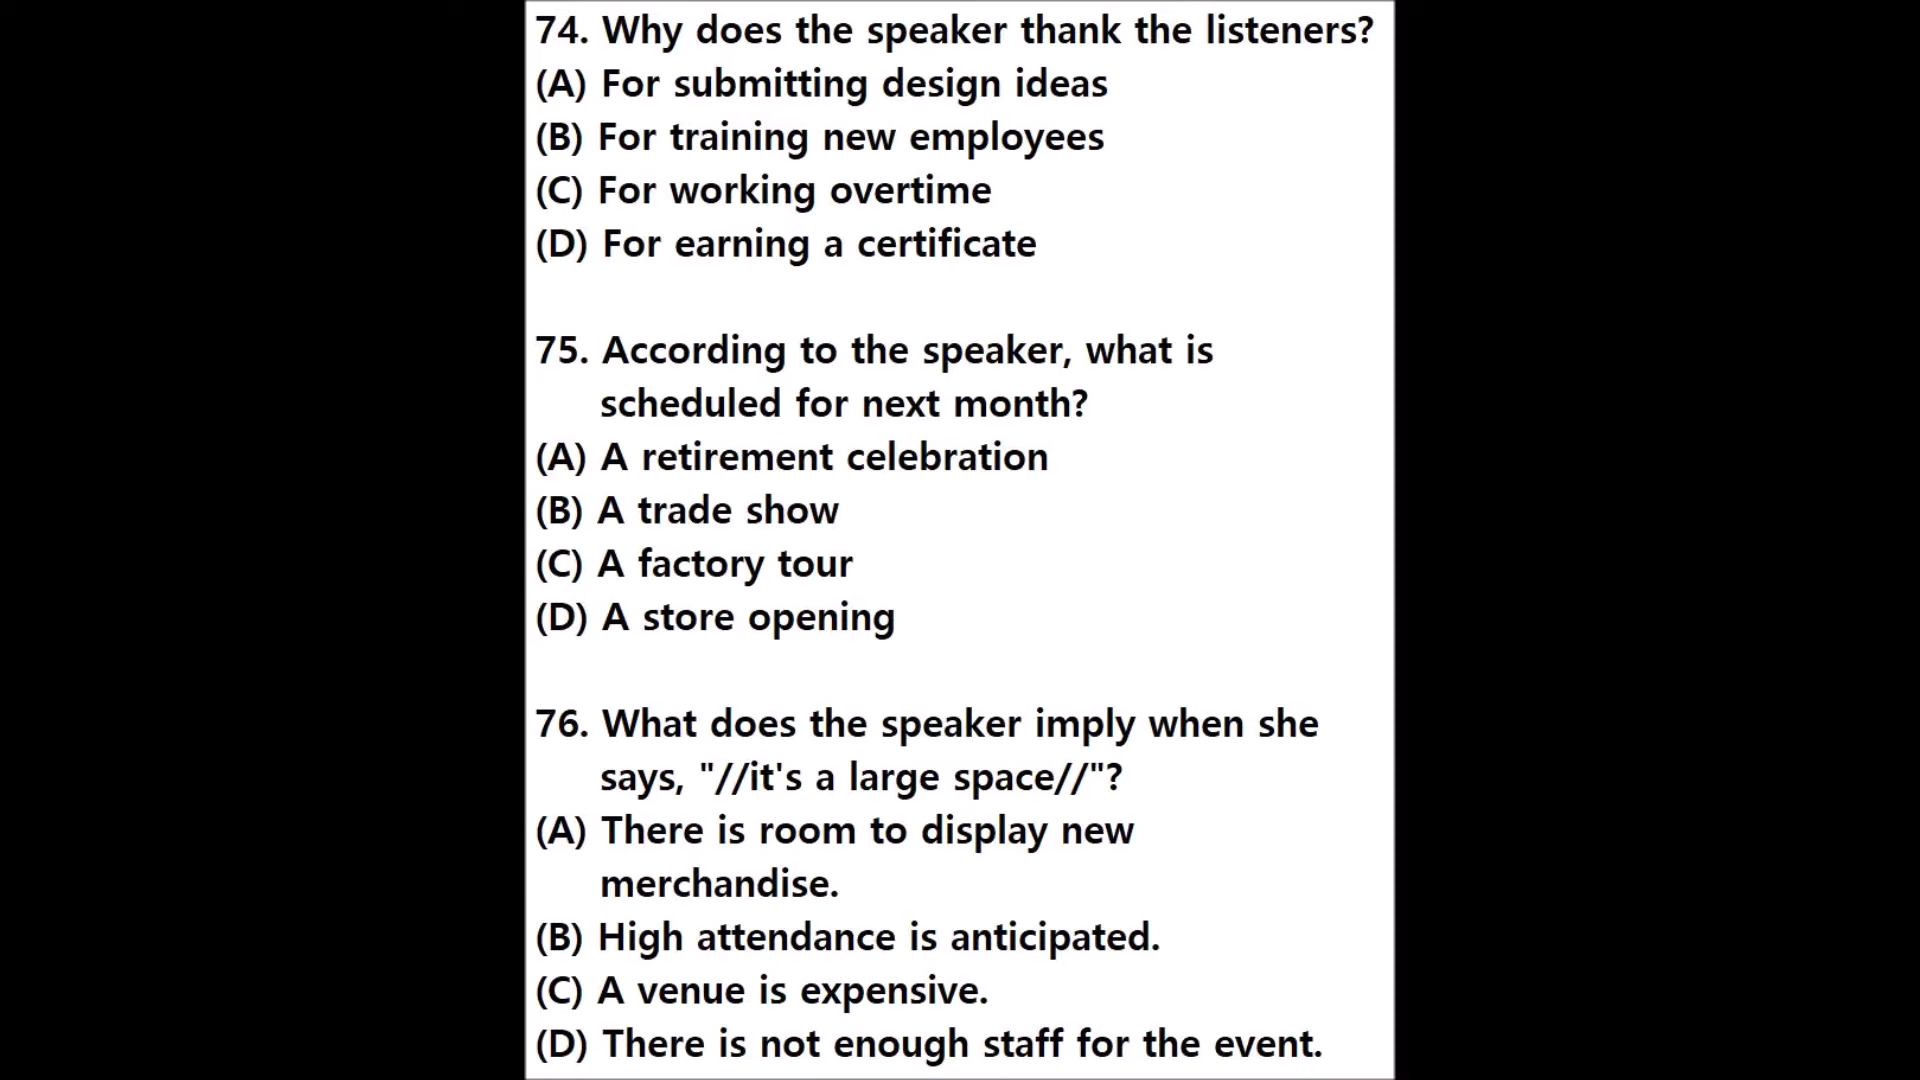 74. Why does the speaker thank the listeners?
(A) For submitting design ideas
(B) For training new employees
(C) For working overtime
(D) For earning a certificate
75. According to the speaker, what is
scheduled for next month?
(A) A retirement celebration
(B) A trade show
(C) A factory tour
(D) A store opening
76. What does the speaker imply when she
says, "//it's a large space//"?
(A) There is room to display new
merchandise.
(B) High attendance is anticipated.
(C) A venue is expensive.
(D) There is not enough staff for the event.